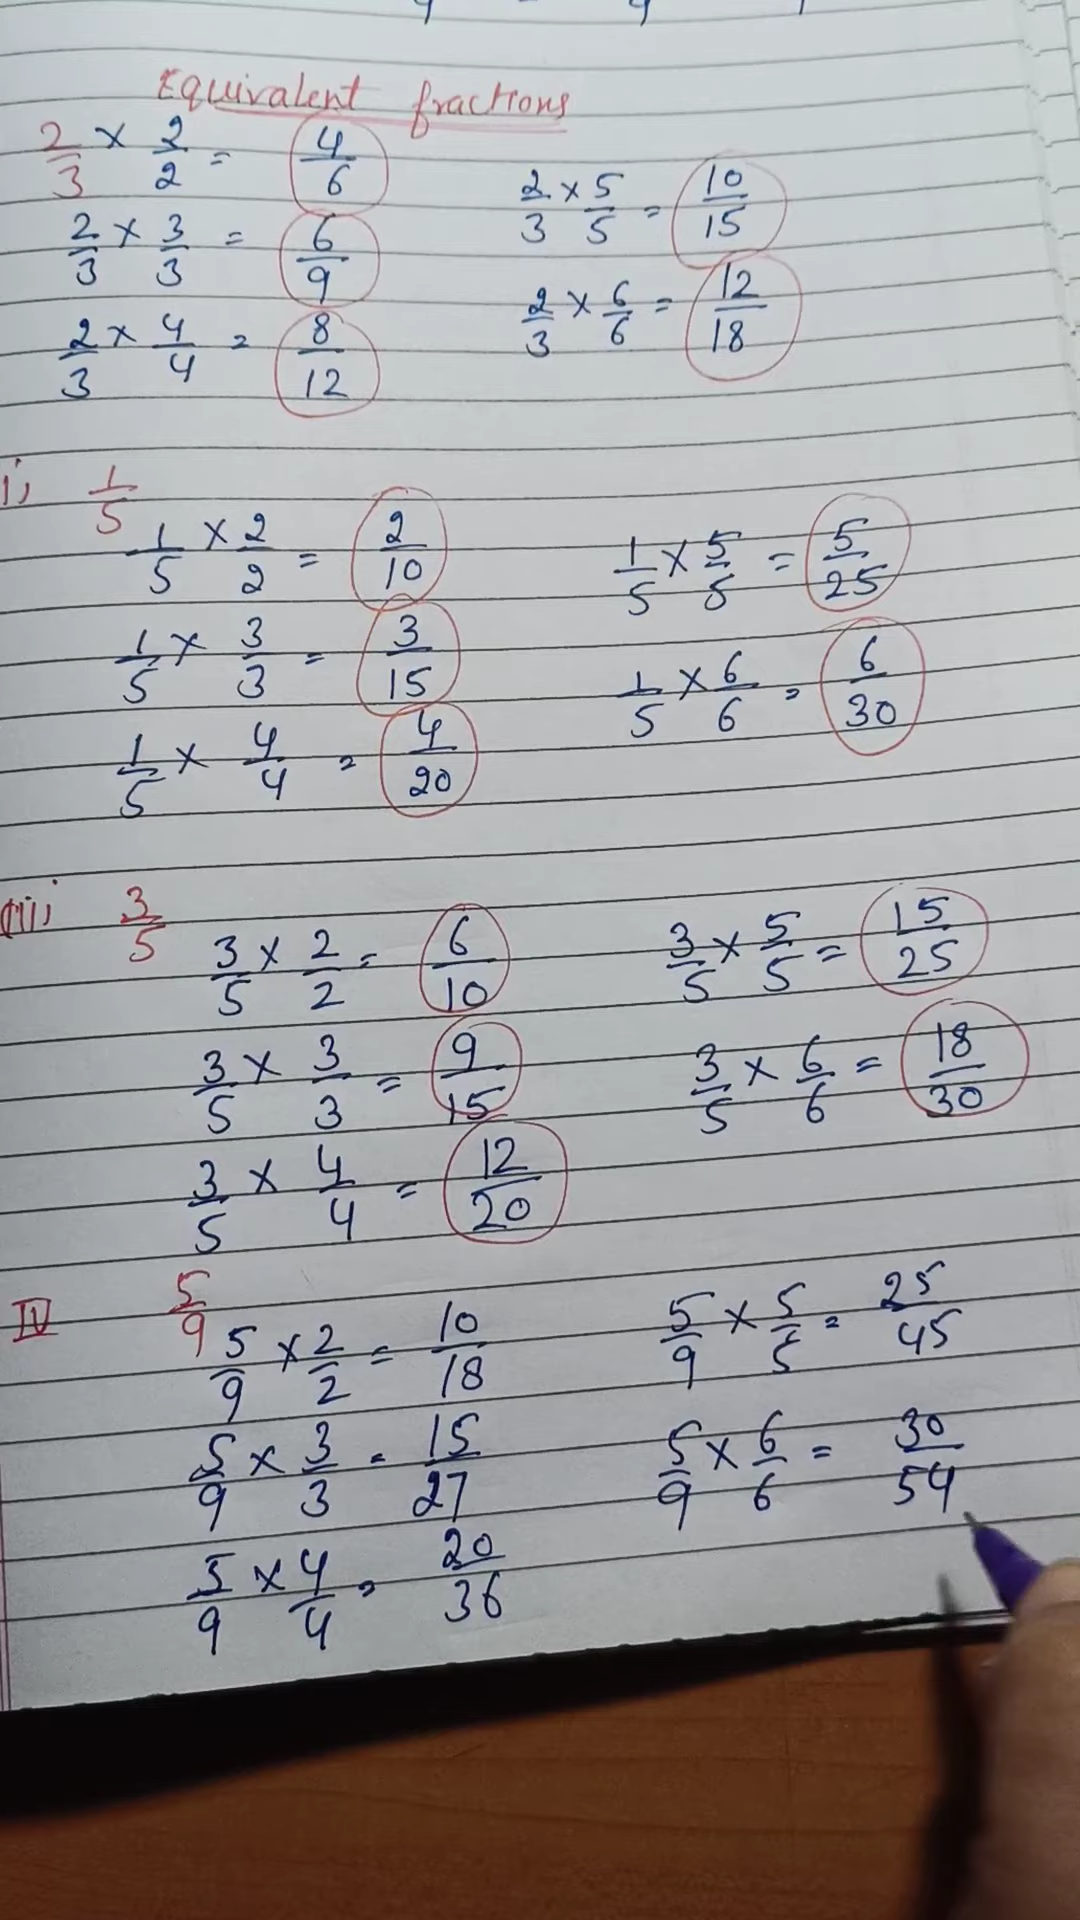 Equivalent fractions
2/3 × 2/2 = 4/6
2/3 × 3/3 = 6/9
2/3 × 4/4 = 8/12
2/3 × 5/5 = 10/15
2/3 × 6/6 = 12/18
i) 1/5
1/5 × 2/2 = 2/10
1/5 × 3/3 = 3/15
1/5 × 4/4 = 4/20
1/5 × 5/5 = 5/25
1/5 × 6/6 = 6/30
(iii) 3/5
3/5 × 2/2 = 6/10
3/5 × 3/3 = 9/15
3/5 × 4/4 = 12/20
3/5 × 5/5 = 15/25
3/5 × 6/6 = 18/30
IV 5/9
5/9 × 2/2 = 10/18
5/9 × 3/3 = 15/27
5/9 × 4/4 = 20/36
5/9 × 5/5 = 25/45
5/9 × 6/6 = 30/54